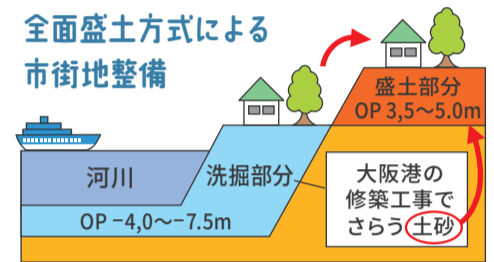 全面盛土方式による
市街地整備
盛土部分
OP 3,5〜5.0m
河川
洗掘部分
OP −4,0〜−7.5m
大阪港の
修築工事で
さらう 土砂